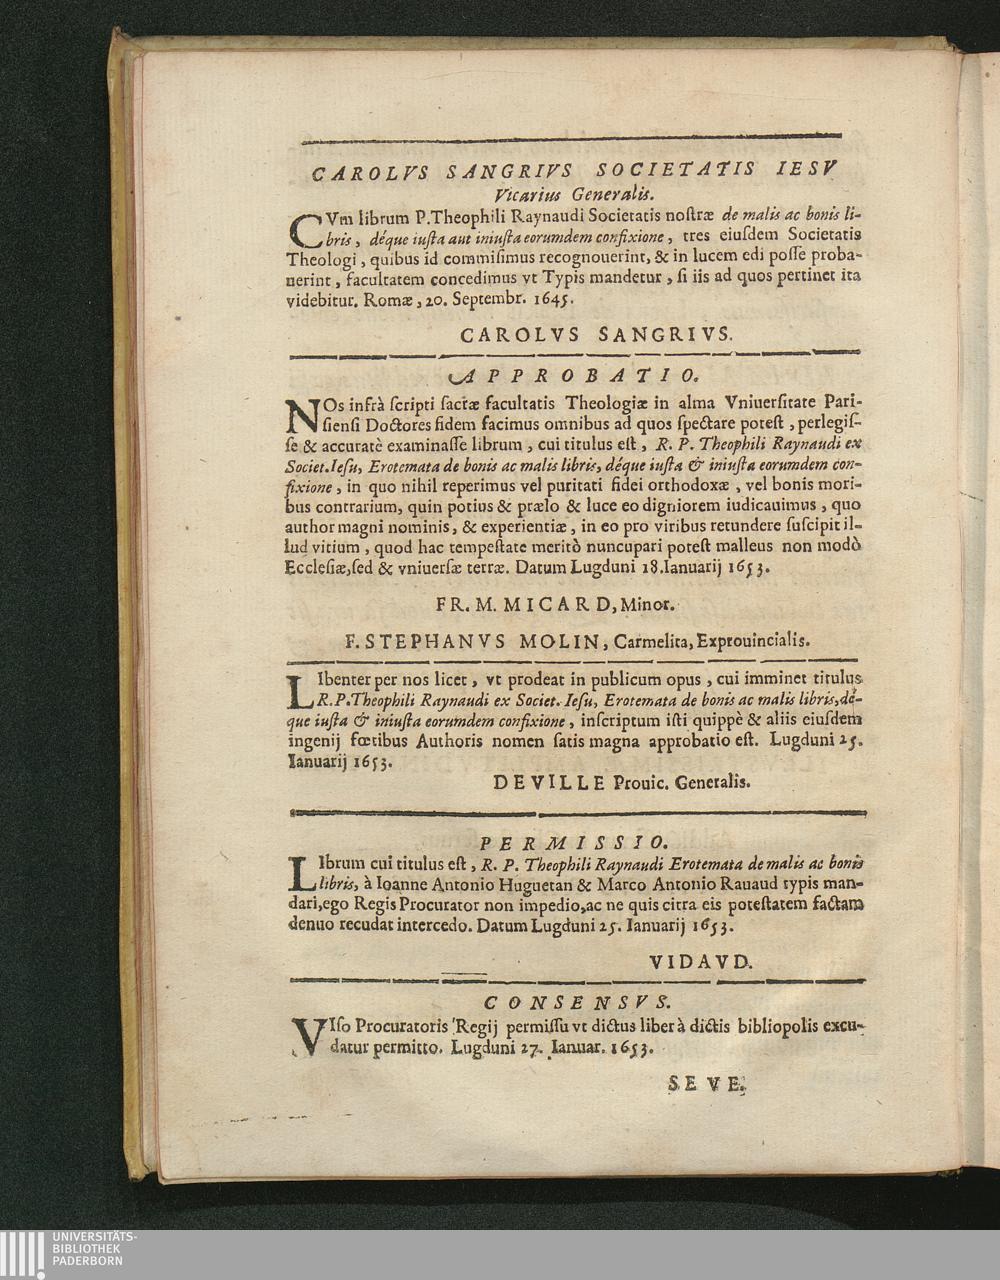 CAROLVS SANGRIVS SOCIETATIS IESV
Vicarius Generalis.
CVm librum P. Theophili Raynaudi Societatis noſtræ de malis ac bonis li-
bris, déque iuſta aut iniuſta eorumdem confixione, tres eiuſdem Societatis
Theologi, quibus id commiſimus recognouerint, & in lucem edi poſſe proba-
uerint, facultatem concedimus vt Typis mandetur, ſi iis ad quos pertinet ita
videbitur. Romæ, 20. Septembr. 1645.
CAROLVS SANGRIVS.
APPROBATIO.
NOs infrà ſcripti ſacræ facultatis Theologiæ in alma Vniuerſitate Pari-
ſienſi Doctores fidem facimus omnibus ad quos ſpectare poteſt, perlegiſ-
ſe & accuratè examinaſſe librum, cui titulus eſt, R. P. Theophili Raynaudi ex
Societ. Ieſu, Erotemata de bonis ac malis libris, déque iuſta & iniuſta eorumdem con-
fixione, in quo nihil reperimus vel puritati fidei orthodoxæ, vel bonis mori-
bus contrarium, quin potius & prælo & luce eo digniorem iudicauimus, quo
author magni nominis, & experientiæ, in eo pro viribus retundere ſuſcipit il-
lud vitium, quod hac tempeſtate meritò nuncupari poteſt malleus non modò
Eccleſiæ, ſed & vniuerſæ terræ. Datum Lugduni 18. Ianuarij 1653.
FR. M. MICARD, Minor.
F. STEPHANVS MOLIN, Carmelita, Exprouincialis.
LIbenter per nos licet, vt prodeat in publicum opus, cui imminet titulus
R. P. Theophili Raynaudi ex Societ. Ieſu, Erotemata de bonis ac malis libris, dé-
que iuſta & iniuſta eorumdem confixione, inſcriptum iſti quippè & aliis eiuſdem
ingenij fœtibus Authoris nomen ſatis magna approbatio eſt. Lugduni 25.
Ianuarij 1653.
DEVILLE Prouic. Generalis.
PERMISSIO.
LIbrum cui titulus eſt, R. P. Theophili Raynaudi Erotemata de malis ac bonis
libris, à Ioanne Antonio Huguetan & Marco Antonio Rauaud typis man-
dari, ego Regis Procurator non impedio, ac ne quis citra eis poteſtatem factam
denuo recudat intercedo. Datum Lugduni 25. Ianuarij 1653.
VIDAVD.
CONSENSVS.
VIſo Procuratoris Regij permiſſu vt dictus liber à dictis bibliopolis excu-
datur permitto. Lugduni 27. Ianuar. 1653.
SEVE.
UNIVERSITÄTS-
BIBLIOTHEK
PADERBORN